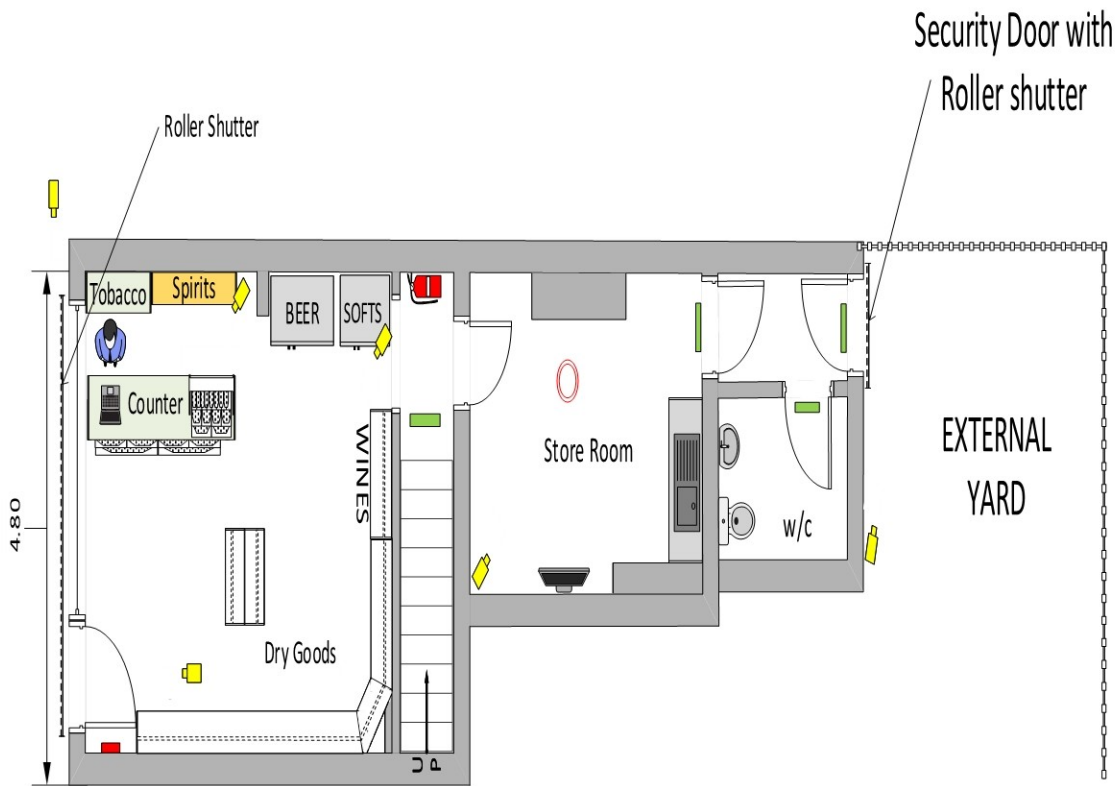 Security Door with
Roller shutter
Roller Shutter
Tobacco
Spirits
BEER
SOFTS
Counter
WINES
Store Room
EXTERNAL
YARD
4.80
w/c
Dry Goods
UP